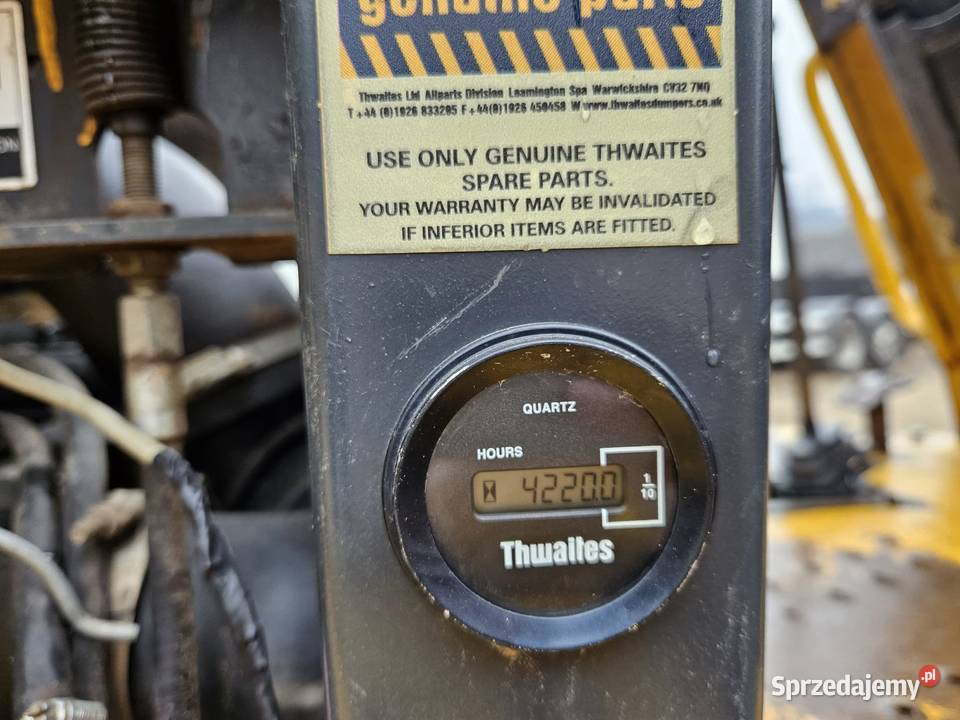 genuine parts
Thwaites Ltd Allparts Division Leamington Spa Warwickshire CV32 7NQ
T +44 (0)1926 833205 F +44(0)1926 450458 W www.thwaitesdumpers.co.uk
USE ONLY GENUINE THWAITES
SPARE PARTS.
YOUR WARRANTY MAY BE INVALIDATED
IF INFERIOR ITEMS ARE FITTED.
QUARTZ
HOURS
4220.0
1/10
Thwaites
Sprzedajemy.pl